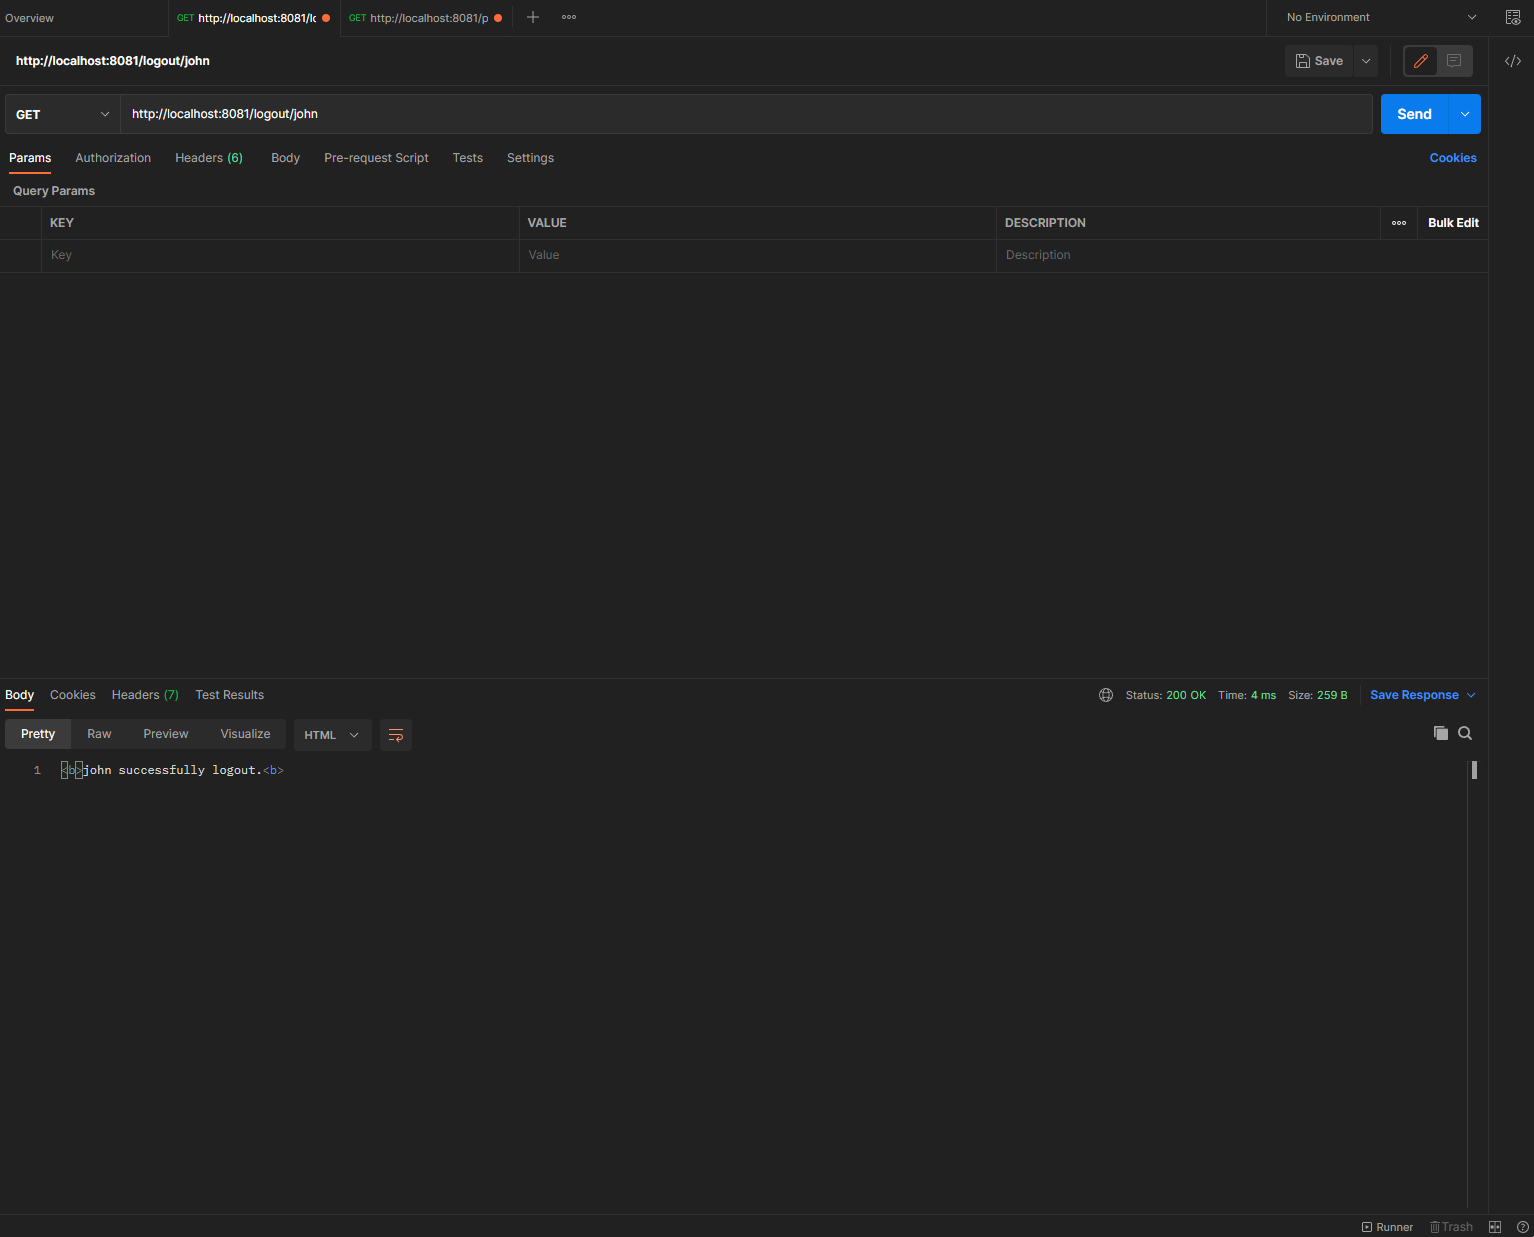 Overview
GET http://localhost:8081/lc
GET http://localhost:8081/p
No Environment
http://localhost:8081/logout/john
Save
GET
http://localhost:8081/logout/john
Send
Params Authorization Headers (6) Body Pre-request Script Tests Settings Cookies
Query Params
KEY VALUE DESCRIPTION Bulk Edit
Key Value Description
Body Cookies Headers (7) Test Results Status: 200 OK Time: 4 ms Size: 259 B Save Response
Pretty Raw Preview Visualize HTML
1 <b>john successfully logout.<b>
Runner Trash